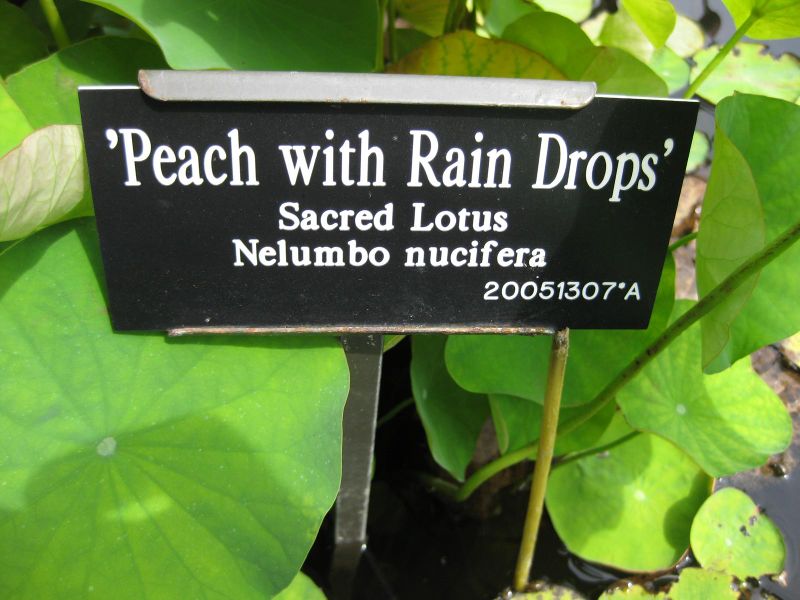 'Peach with Rain Drops'
Sacred Lotus
Nelumbo nucifera
20051307*A